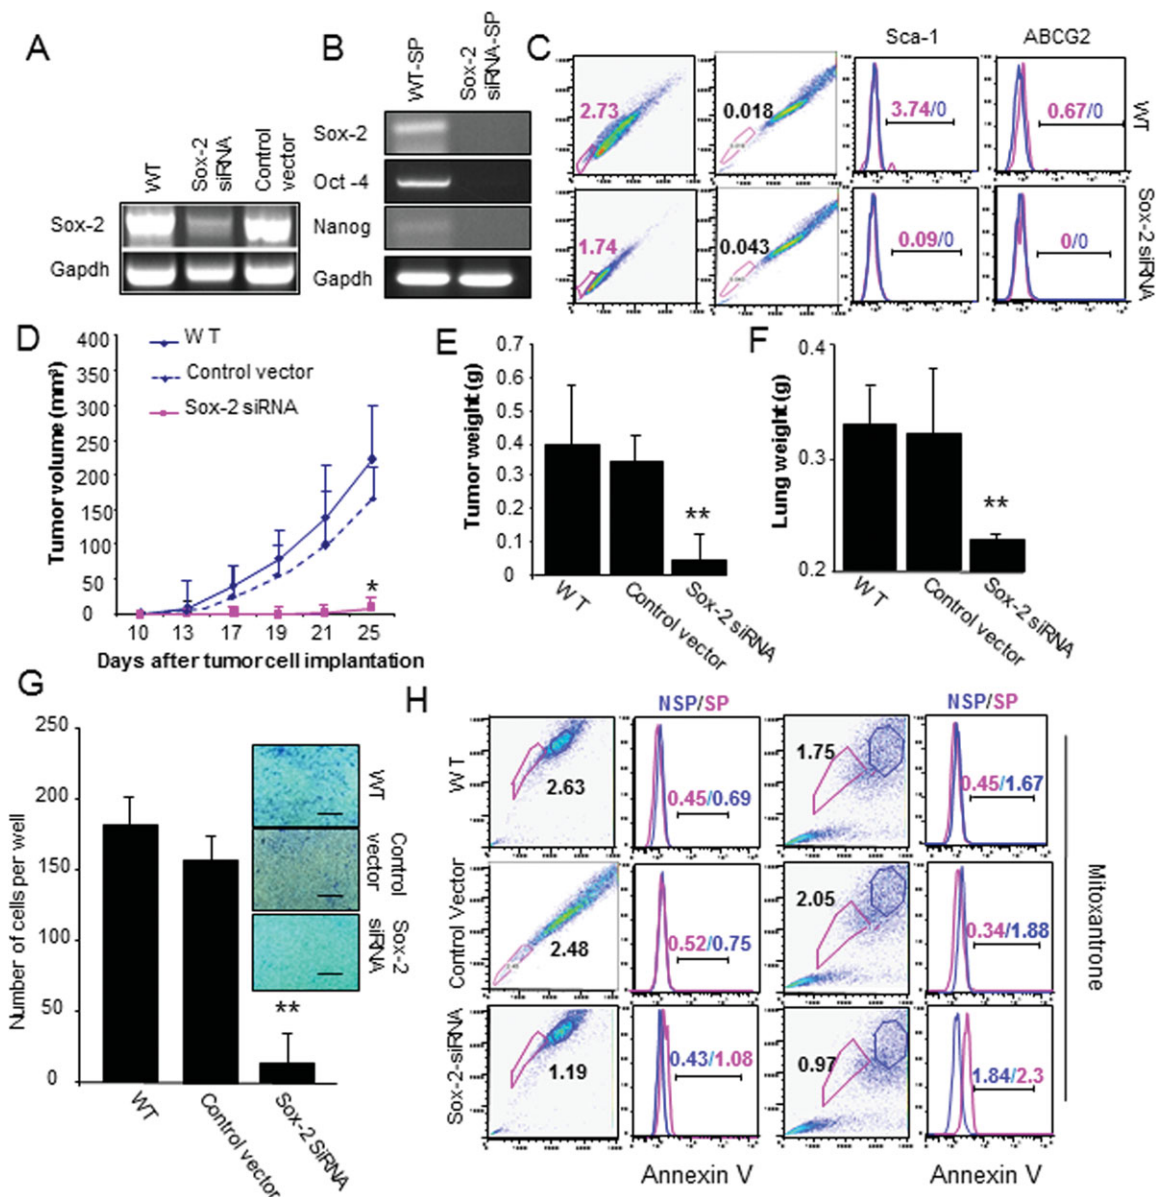 A
WT
Sox-2
siRNA
Control
vector
Sox-2
Gapdh
B
WT-SP
Sox-2
siRNA-SP
Sox-2
Oct -4
Nanog
Gapdh
C
Sca-1
ABCG2
2.73
0.018
3.74/0
0.67/0
WT
1.74
0.043
0.09/0
0/0
Sox-2 siRNA
D
Tumor volume (mm³)
400
350
300
250
200
150
100
50
0
WT
Control vector
Sox-2 siRNA
*
10 13 17 19 21 25
Days after tumor cell implantation
E
Tumor weight (g)
0.7
0.6
0.5
0.4
0.3
0.2
0.1
0
**
WT
Control vector
Sox-2 siRNA
F
Lung weight (g)
0.4
0.3
0.2
**
WT
Control vector
Sox-2 siRNA
G
Number of cells per well
250
200
150
100
50
0
WT
Control
vector
Sox-2
siRNA
**
WT
Control vector
Sox-2 SiRNA
H
NSP/SP
NSP/SP
WT
2.63
0.45/0.69
1.75
0.45/1.67
Control Vector
2.48
0.52/0.75
2.05
0.34/1.88
Sox-2-siRNA
1.19
0.43/1.08
0.97
1.84/2.3
Mitoxantrone
Annexin V
Annexin V